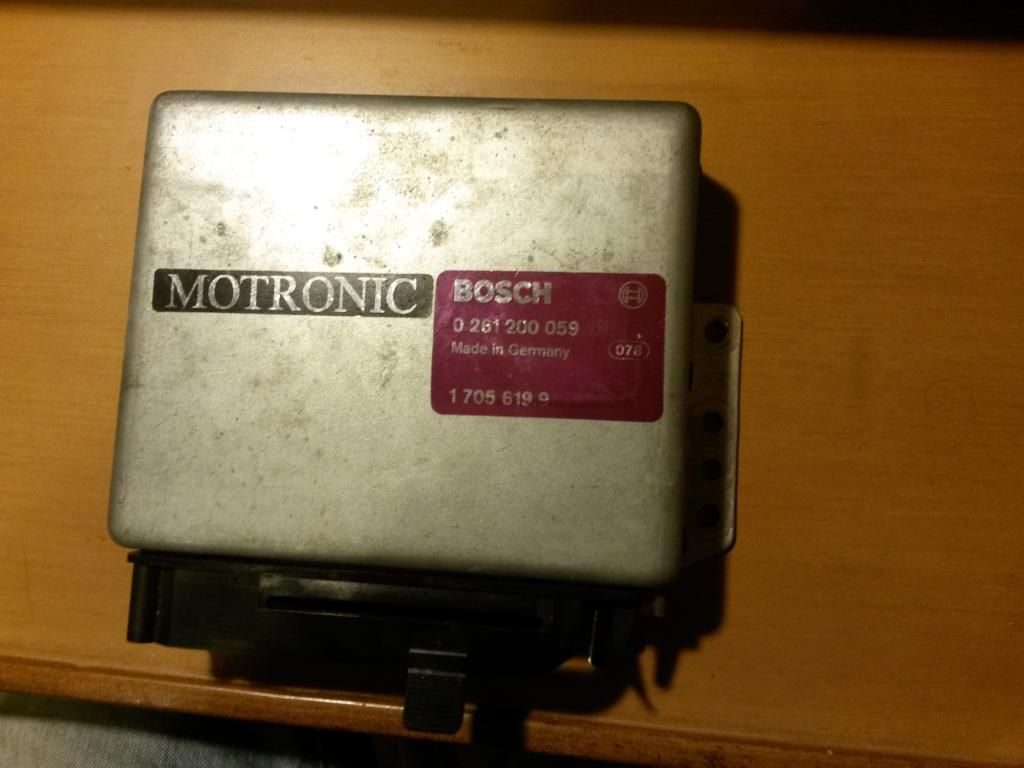 MOTRONIC
BOSCH
0 261 200 059
Made in Germany
078
1 705 619.9